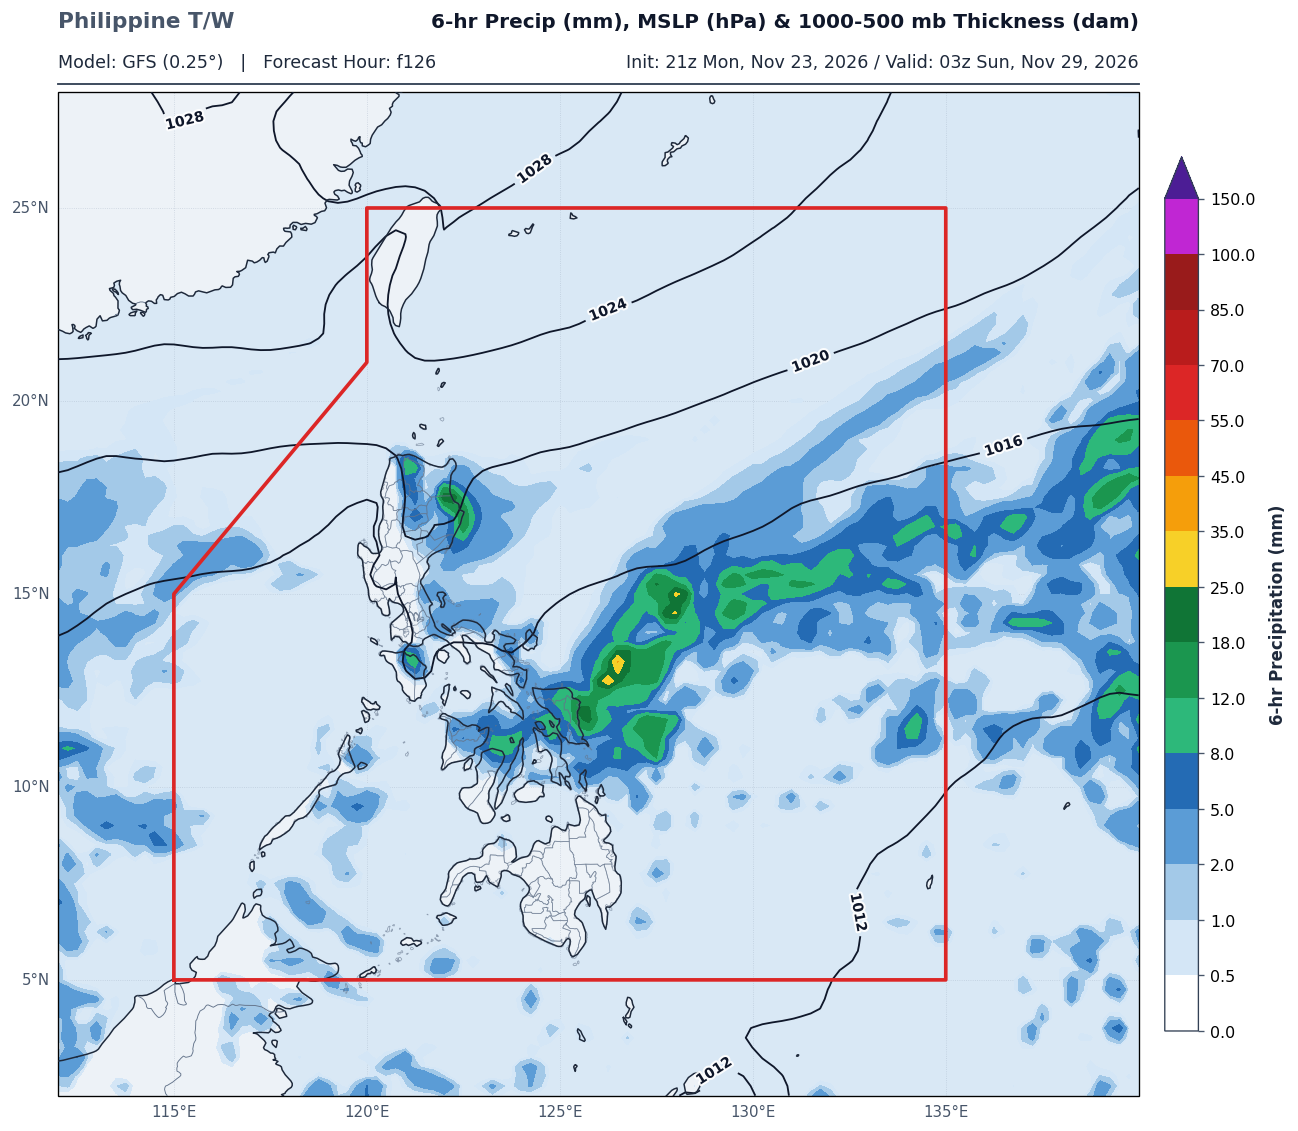 Philippine T/W
6-hr Precip (mm), MSLP (hPa) & 1000-500 mb Thickness (dam)
Model: GFS (0.25°) | Forecast Hour: f126
Init: 21z Mon, Nov 23, 2026 / Valid: 03z Sun, Nov 29, 2026
1028
1028
1024
1020
1016
1012
1012
25°N
20°N
15°N
10°N
5°N
115°E
120°E
125°E
130°E
135°E
150.0
100.0
85.0
70.0
55.0
45.0
35.0
25.0
18.0
12.0
8.0
5.0
2.0
1.0
0.5
0.0
6-hr Precipitation (mm)